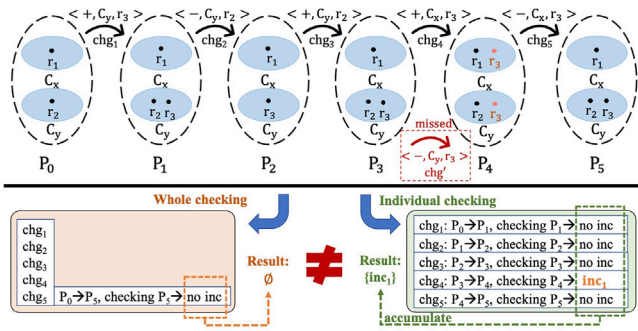 < +, Cy, r3 >
< −, Cy, r2 >
< +, Cy, r2 >
< +, Cx, r3 >
< −, Cx, r3 >
chg1
chg2
chg3
chg4
chg5
r1
r1
r1
r1
r1 r3
r1
Cx
Cx
Cx
Cx
Cx
Cx
r2
r2 r3
r3
r2 r3
r2 r3
r2 r3
Cy
Cy
Cy
Cy
Cy
Cy
missed
P0
P1
P2
P3
P4
P5
< −, Cy, r3 >
chg'
Whole checking
Individual checking
chg1
chg2
chg3
chg4
chg5 P0→P5, checking P5→ no inc
Result:
∅
≠
Result:
{inc1}
chg1: P0→P1, checking P1→ no inc
chg2: P1→P2, checking P2→ no inc
chg3: P2→P3, checking P3→ no inc
chg4: P3→P4, checking P4→ inc1
chg5: P4→P5, checking P5→ no inc
accumulate